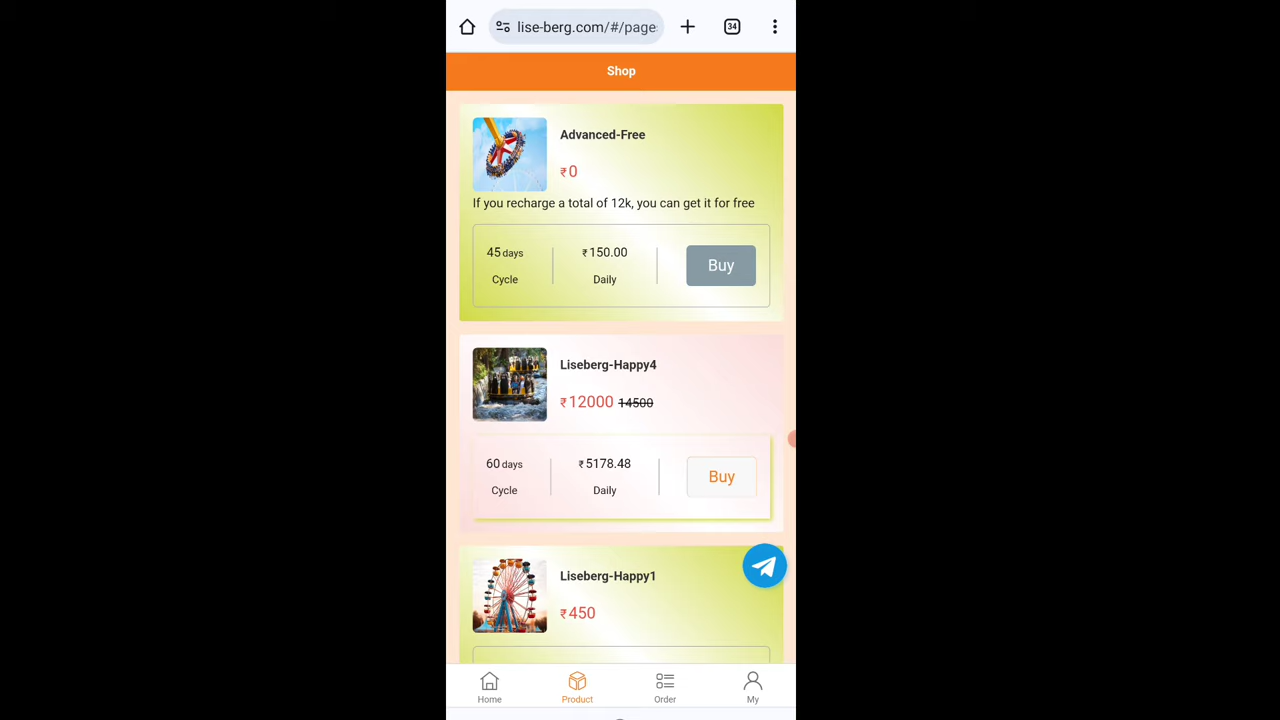 lise-berg.com/#/page
34
Shop
Advanced-Free
₹0
If you recharge a total of 12k, you can get it for free
45 days
₹150.00
Buy
Cycle
Daily
Liseberg-Happy4
₹12000 14500
60 days
₹5178.48
Buy
Cycle
Daily
Liseberg-Happy1
₹450
Home
Product
Order
My